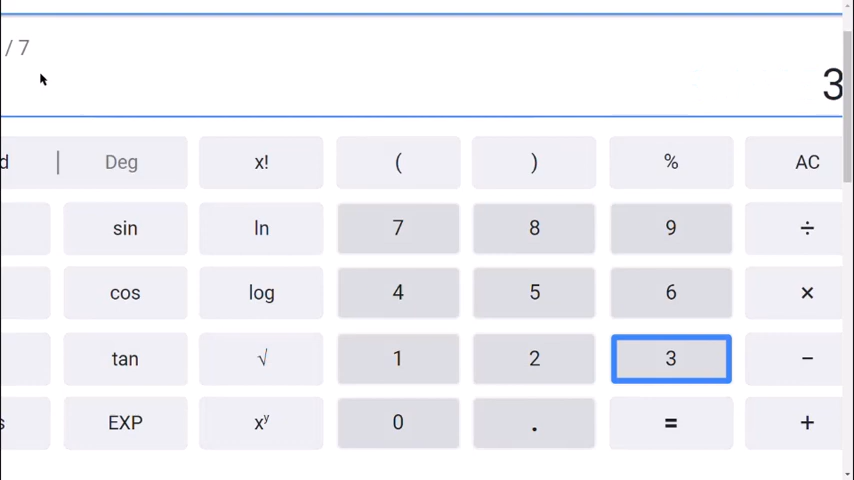 / 7
3
d | Deg x! ( ) % AC
sin ln 7 8 9 ÷
cos log 4 5 6 ×
tan √ 1 2 3 −
s EXP xʸ 0 . = +